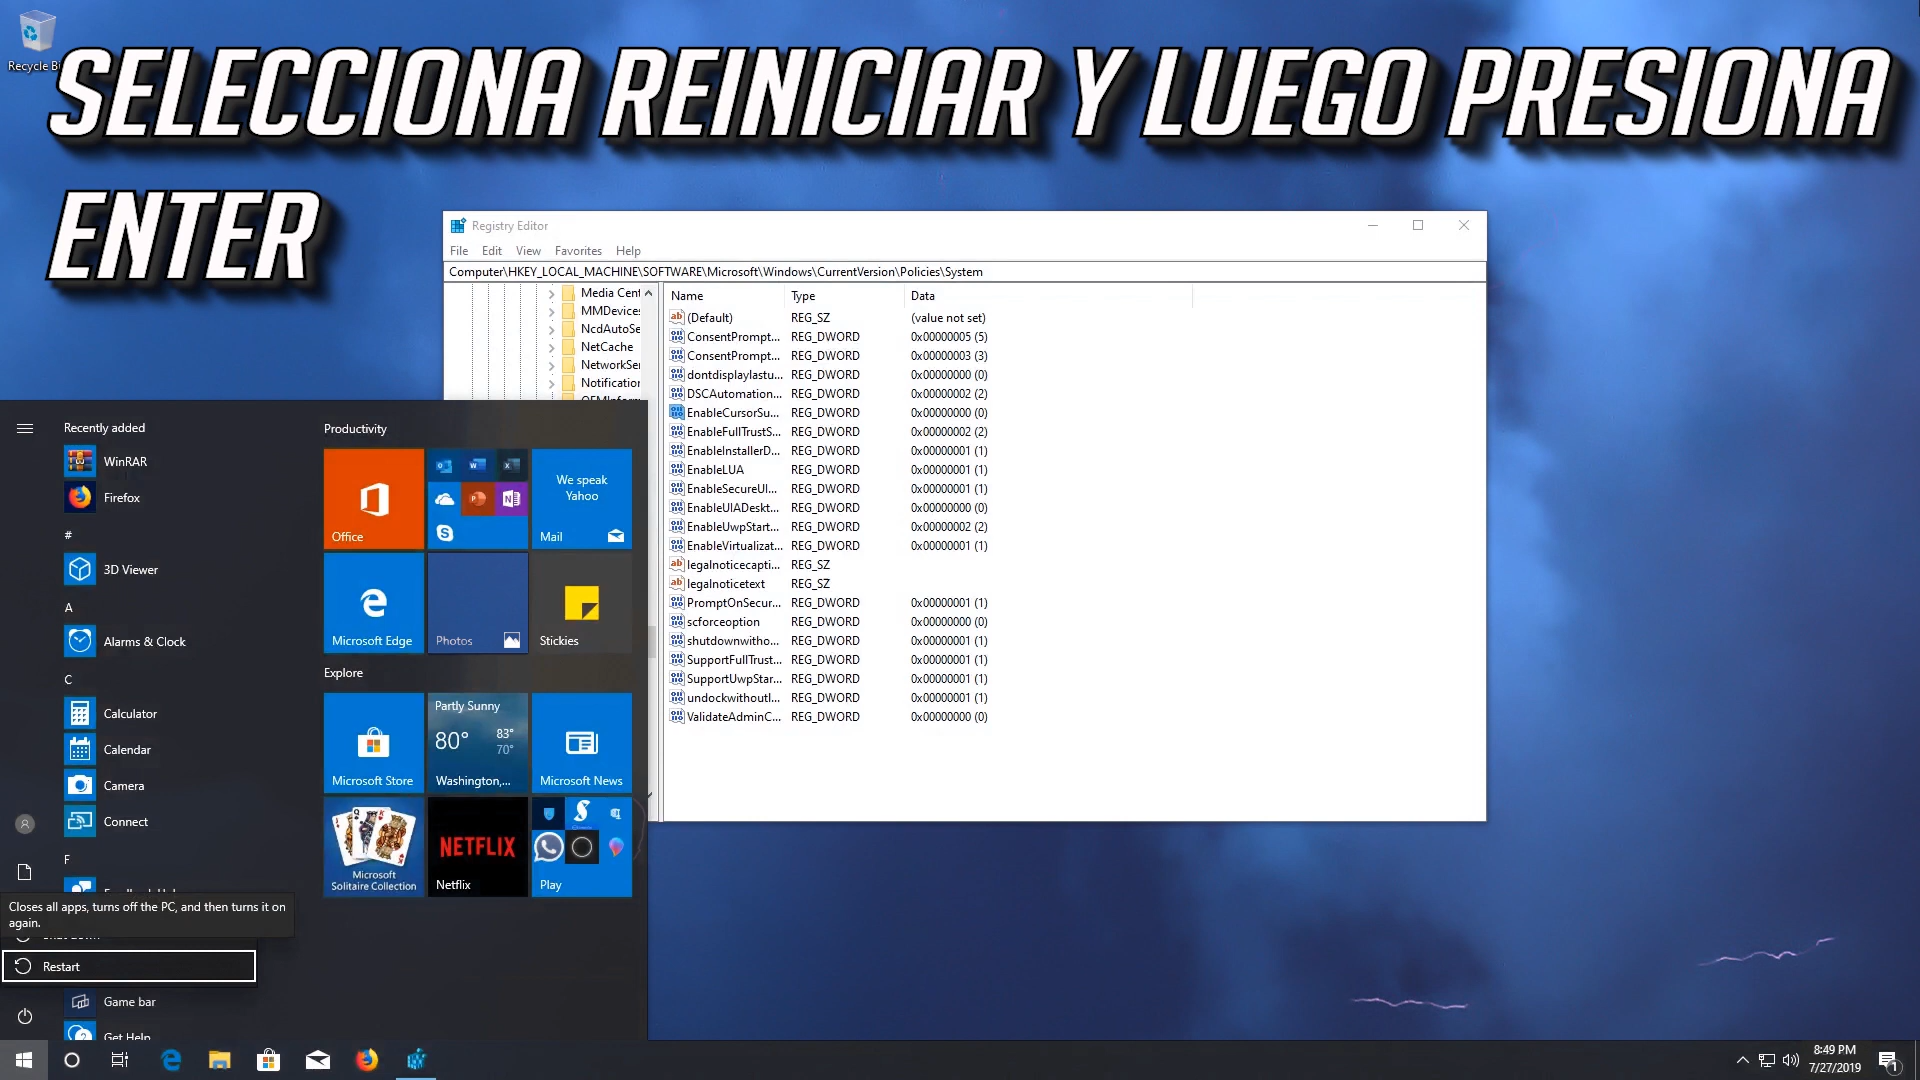 SELECCIONA REINICIAR Y LUEGO PRESIONA
ENTER
Registry Editor
File Edit View Favorites Help
Computer\HKEY_LOCAL_MACHINE\SOFTWARE\Microsoft\Windows\CurrentVersion\Policies\System
Media Cent
MMDevices
NcdAutoSe
NetCache
NetworkSer
Notification
Name Type Data
(Default) REG_SZ (value not set)
ConsentPrompt... REG_DWORD 0x00000005 (5)
ConsentPrompt... REG_DWORD 0x00000003 (3)
dontdisplaylastu... REG_DWORD 0x00000000 (0)
DSCAutomation... REG_DWORD 0x00000002 (2)
EnableCursorSu... REG_DWORD 0x00000000 (0)
EnableFullTrustS... REG_DWORD 0x00000002 (2)
EnableInstallerD... REG_DWORD 0x00000001 (1)
EnableLUA REG_DWORD 0x00000001 (1)
EnableSecureUI... REG_DWORD 0x00000001 (1)
EnableUIADeskt... REG_DWORD 0x00000000 (0)
EnableUwpStart... REG_DWORD 0x00000002 (2)
EnableVirtualizat... REG_DWORD 0x00000001 (1)
legalnoticecapti... REG_SZ
legalnoticetext REG_SZ
PromptOnSecur... REG_DWORD 0x00000001 (1)
scforceoption REG_DWORD 0x00000000 (0)
shutdownwitho... REG_DWORD 0x00000001 (1)
SupportFullTrust... REG_DWORD 0x00000001 (1)
SupportUwpStar... REG_DWORD 0x00000001 (1)
undockwithoutl... REG_DWORD 0x00000001 (1)
ValidateAdminC... REG_DWORD 0x00000000 (0)
Recently added
WinRAR
Firefox
#
3D Viewer
A
Alarms & Clock
C
Calculator
Calendar
Camera
Connect
F
Closes all apps, turns off the PC, and then turns it on
again.
Restart
Game bar
Get Help
Productivity
Office
We speak
Yahoo
Mail
Microsoft Edge
Photos
Stickies
Explore
Microsoft Store
Partly Sunny
80° 83°
70°
Washington,...
Microsoft News
Microsoft
Solitaire Collection
NETFLIX
Netflix
Play
8:49 PM
7/27/2019
1